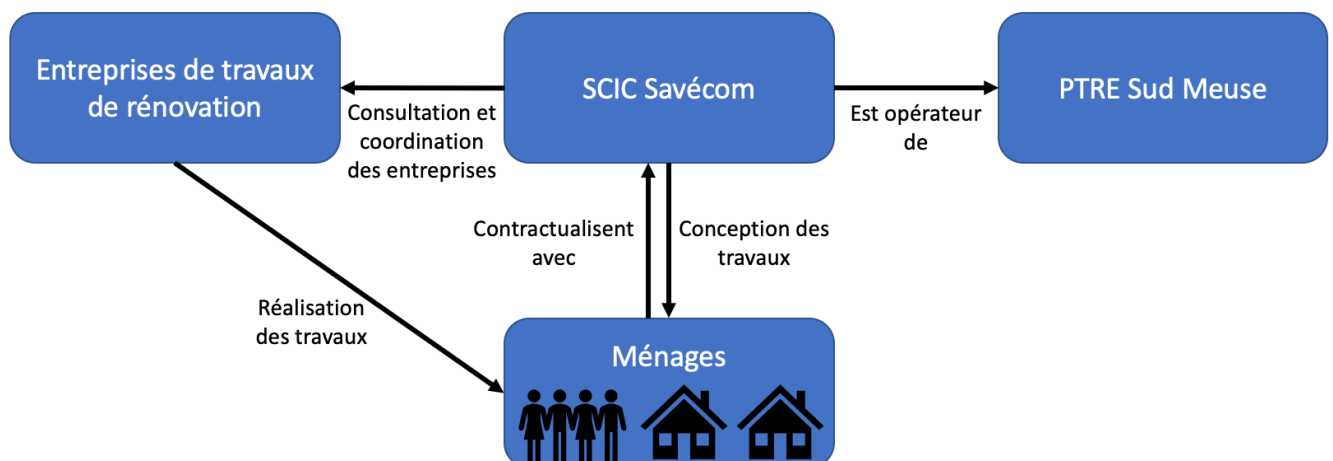 Entreprises de travaux
de rénovation
SCIC Savécom
PTRE Sud Meuse
Consultation et
coordination
des entreprises
Est opérateur
de
Contractualisent
avec
Conception des
travaux
Réalisation
des travaux
Ménages